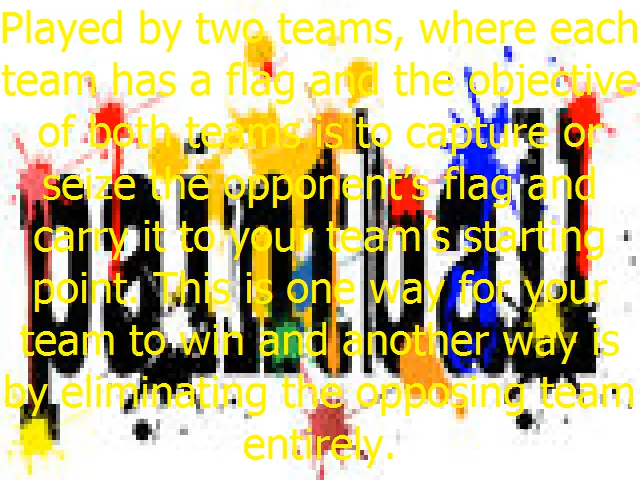 Played by two teams, where each
team has a flag and the objective
of both teams is to capture or
seize the opponent's flag and
carry it to your team's starting
point. This is one way for your
team to win and another way is
by eliminating the opposing team
entirely.
paintball